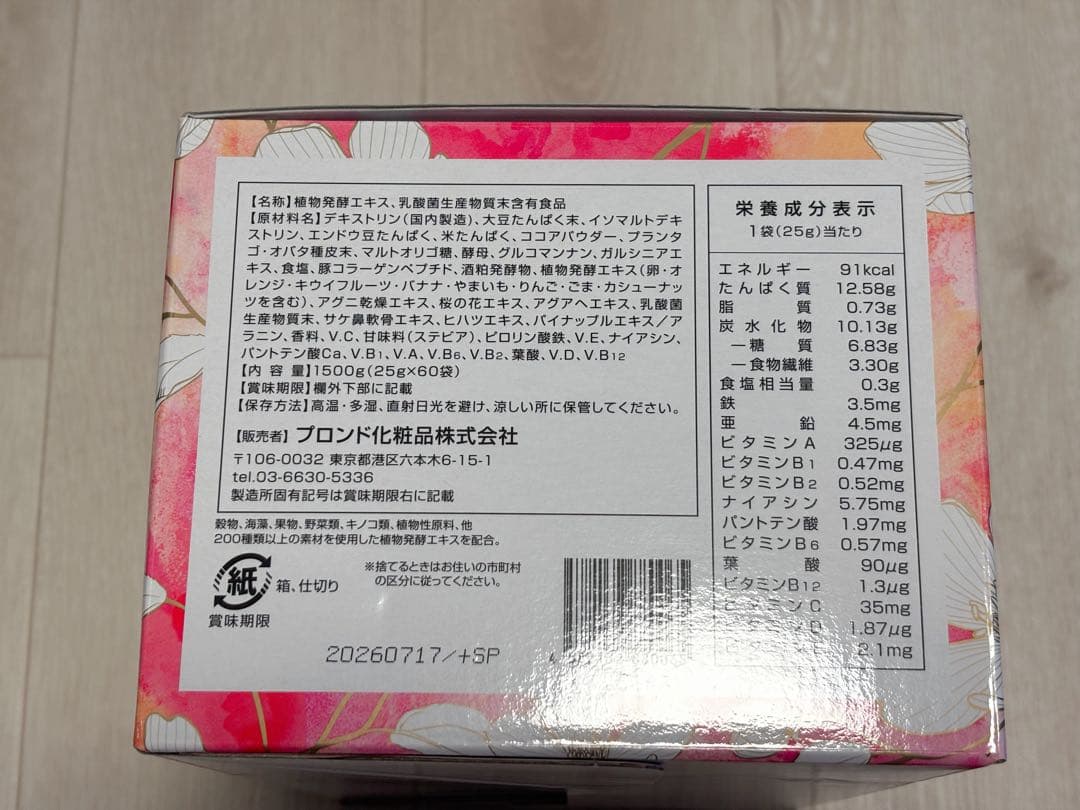 【名称】植物発酵エキス、乳酸菌生産物質末含有食品
【原材料名】デキストリン(国内製造)、大豆たんぱく末、イソマルトデキ
ストリン、エンドウ豆たんぱく、米たんぱく、ココアパウダー、プランタ
ゴ・オバタ種皮末、マルトオリゴ糖、酵母、グルコマンナン、ガルシニアエ
キス、食塩、豚コラーゲンペプチド、酒粕発酵物、植物発酵エキス(卵・オ
レンジ・キウイフルーツ・バナナ・やまいも・りんご・ごま・カシューナッ
ツを含む)、アグニ乾燥エキス、桜の花エキス、アグアヘエキス、乳酸菌
生産物質末、サケ鼻軟骨エキス、ヒハツエキス、パイナップルエキス/ア
ラニン、香料、V.C、甘味料(ステビア)、ピロリン酸鉄、V.E、ナイアシン、
パントテン酸Ca、V.B1、V.A、V.B6、V.B2、葉酸、V.D、V.B12
【内 容 量】1500g(25g×60袋)
【賞味期限】欄外下部に記載
【保存方法】高温・多湿、直射日光を避け、涼しい所に保管してください。
【販売者】プロンド化粧品株式会社
〒106-0032 東京都港区六本木6-15-1
tel.03-6630-5336
製造所固有記号は賞味期限右に記載
穀物、海藻、果物、野菜類、キノコ類、植物性原料、他
200種類以上の素材を使用した植物発酵エキスを配合。
紙 箱、仕切り
※捨てるときはお住いの市町村
の区分に従ってください。
賞味期限
20260717/+SP
栄養成分表示
1袋(25g)当たり
エネルギー 91kcal
たんぱく質 12.58g
脂質 0.73g
炭水化物 10.13g
―糖質 6.83g
―食物繊維 3.30g
食塩相当量 0.3g
鉄 3.5mg
亜鉛 4.5mg
ビタミンA 325μg
ビタミンB1 0.47mg
ビタミンB2 0.52mg
ナイアシン 5.75mg
パントテン酸 1.97mg
ビタミンB6 0.57mg
葉酸 90μg
ビタミンB12 1.3μg
ビタミンC 35mg
ビタミンD 1.87μg
ビタミンE 2.1mg